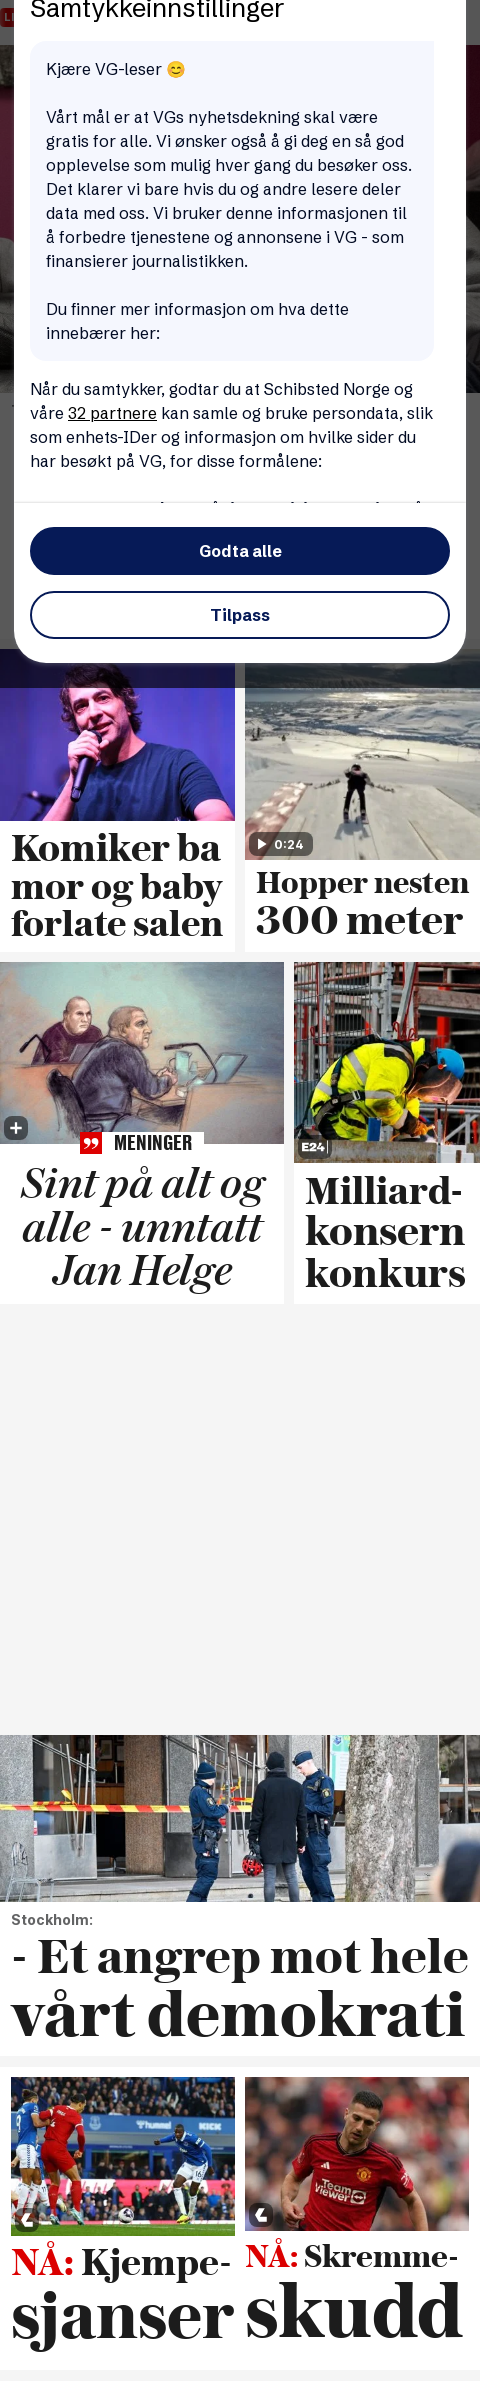 Samtykkeinnstillinger
Kjære VG-leser 😊
Vårt mål er at VGs nyhetsdekning skal være
gratis for alle. Vi ønsker også å gi deg en så god
opplevelse som mulig hver gang du besøker oss.
Det klarer vi bare hvis du og andre lesere deler
data med oss. Vi bruker denne informasjonen til
å forbedre tjenestene og annonsene i VG - som
finansierer journalistikken.
Du finner mer informasjon om hva dette
innebærer her:
Når du samtykker, godtar du at Schibsted Norge og
våre 32 partnere kan samle og bruke persondata, slik
som enhets-IDer og informasjon om hvilke sider du
har besøkt på VG, for disse formålene:
Godta alle
Tilpass
0:24
Komiker ba
mor og baby
forlate salen
Hopper nesten
300 meter
E24
MENINGER
Sint på alt og
alle - unntatt
Jan Helge
Milliard-
konsern
konkurs
Stockholm:
- Et angrep mot hele
vårt demokrati
NÅ: Kjempe-
sjanser
NÅ: Skremme-
skudd